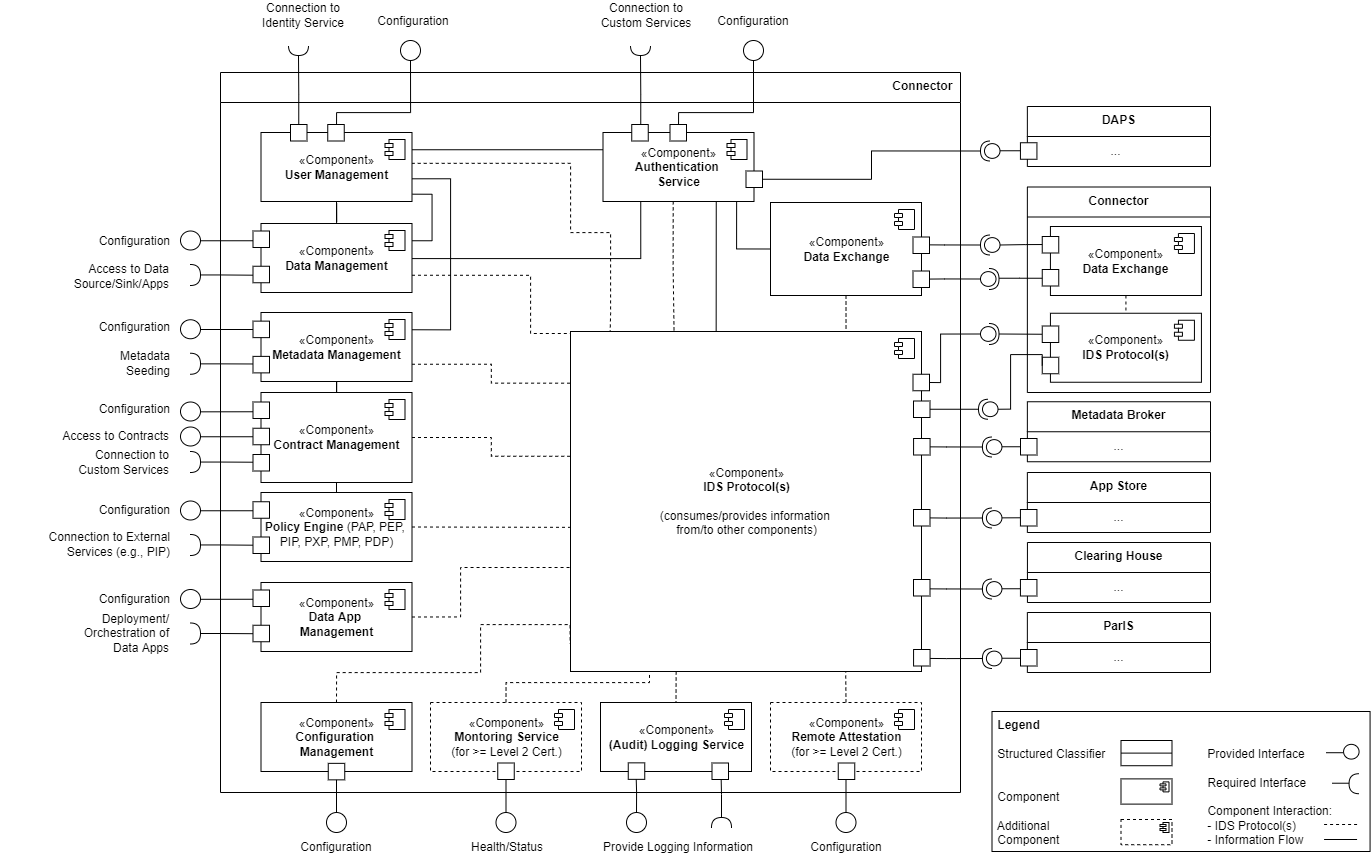 Connection to
Identity Service
Configuration
Connection to
Custom Services
Configuration
Connector
«Component»
User Management
«Component»
Authentication
Service
DAPS
...
Connector
«Component»
Data Exchange
«Component»
Data Exchange
Configuration
Access to Data
Source/Sink/Apps
«Component»
Data Management
Configuration
Metadata
Seeding
«Component»
Metadata Management
«Component»
IDS Protocol(s)
Configuration
Access to Contracts
Connection to
Custom Services
«Component»
Contract Management
Metadata Broker
...
«Component»
IDS Protocol(s)
(consumes/provides information
from/to other components)
App Store
...
Configuration
Connection to External
Services (e.g., PIP)
«Component»
Policy Engine (PAP, PEP,
PIP, PXP, PMP, PDP)
Clearing House
...
Configuration
Deployment/
Orchestration of
Data Apps
«Component»
Data App
Management
ParIS
...
«Component»
Configuration
Management
«Component»
Montoring Service
(for >= Level 2 Cert.)
«Component»
(Audit) Logging Service
«Component»
Remote Attestation
(for >= Level 2 Cert.)
Configuration
Health/Status
Provide Logging Information
Configuration
Legend
Structured Classifier
Provided Interface
Required Interface
Component
Component Interaction:
- IDS Protocol(s)
- Information Flow
Additional
Component